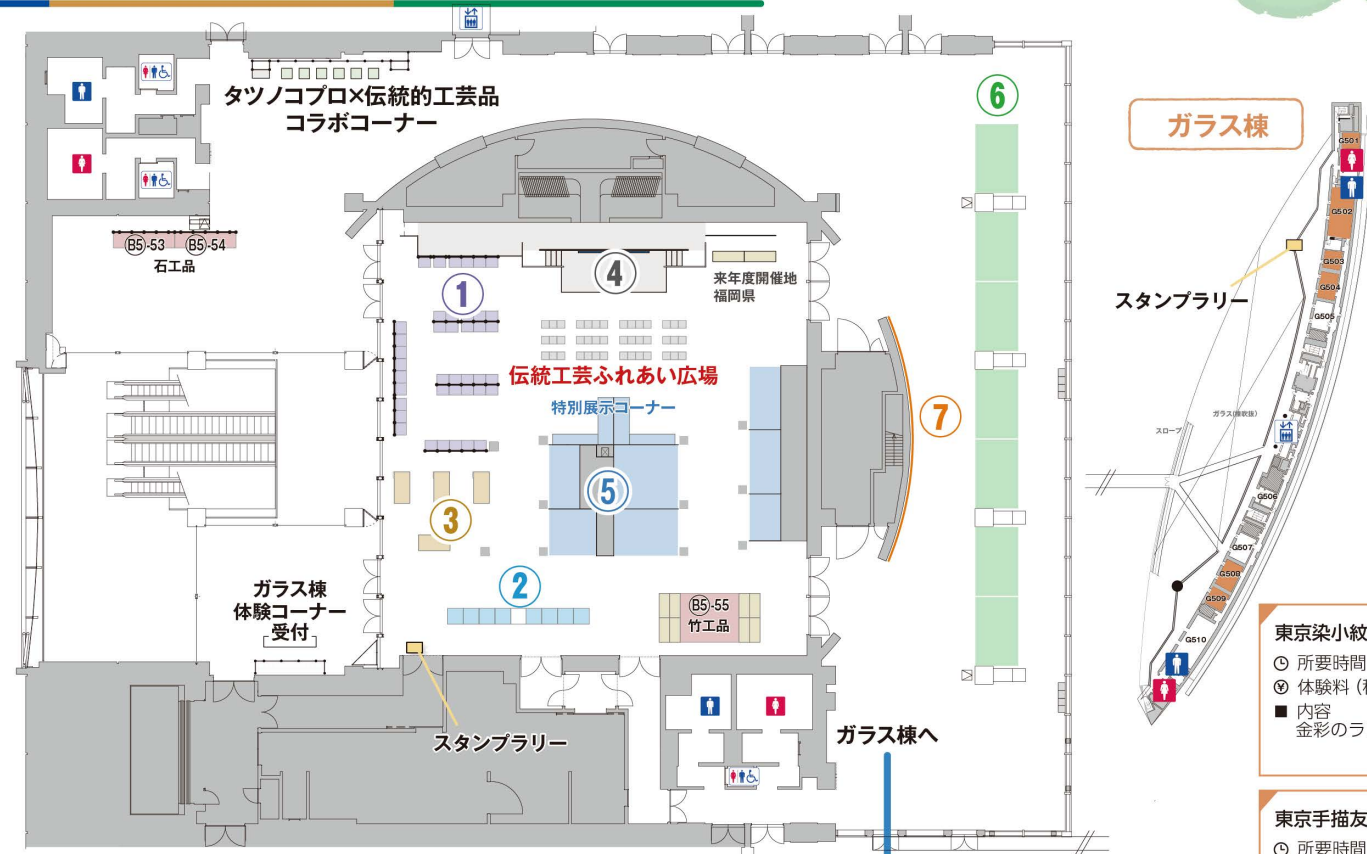 タツノコプロ×伝統的工芸品
コラボコーナー
⑥
ガラス棟
B5-53
B5-54
石工品
①
④
来年度開催地
福岡県
伝統工芸ふれあい広場
特別展示コーナー
⑤
⑦
③
②
B5-55
竹工品
ガラス棟
体験コーナー
受付
スタンプラリー
ガラス棟へ
G501
G502
スタンプラリー
G503
G504
G505
スロープ
G506
G507
G508
G509
G510
東京染小紋
所要時間
体験料（
■ 内容
金彩のラ
東京手描友
所要時間